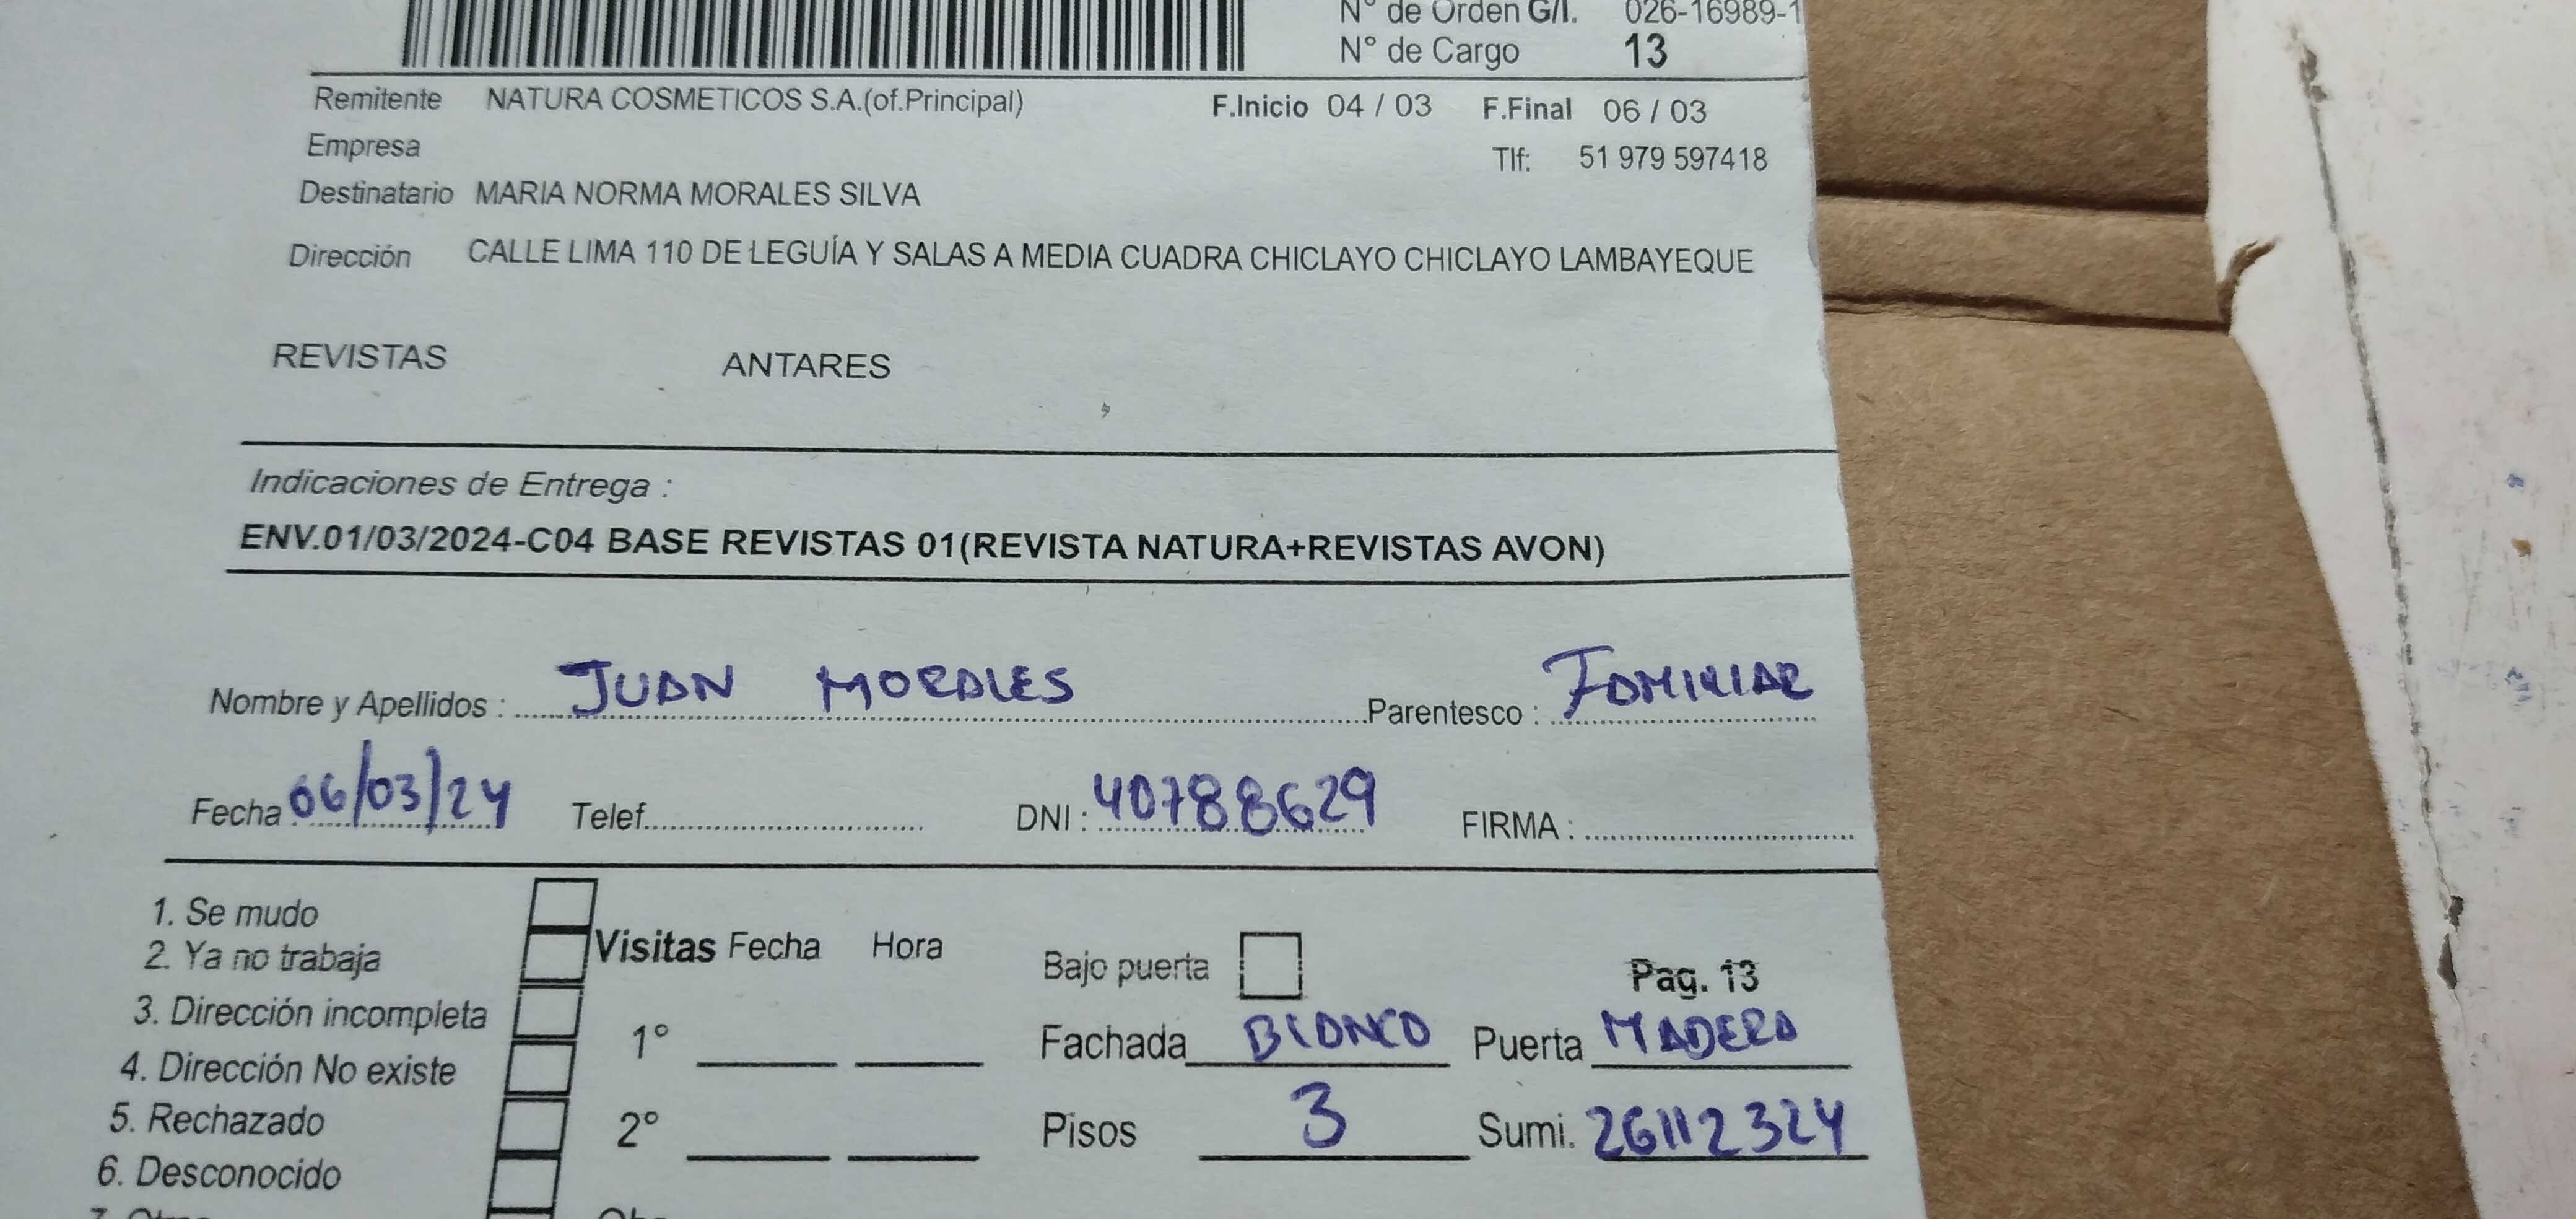 N° de Orden G/I. 026-16989-1
N° de Cargo 13
Remitente NATURA COSMETICOS S.A.(of.Principal) F.Inicio 04 / 03 F.Final 06 / 03
Empresa Tlf: 51 979 597418
Destinatario MARIA NORMA MORALES SILVA
Dirección CALLE LIMA 110 DE LEGUÍA Y SALAS A MEDIA CUADRA CHICLAYO CHICLAYO LAMBAYEQUE
REVISTAS ANTARES
Indicaciones de Entrega :
ENV.01/03/2024-C04 BASE REVISTAS 01(REVISTA NATURA+REVISTAS AVON)
Nombre y Apellidos : JUAN MORALES Parentesco : FAMILIAR
Fecha : 06/03/24 Telef. DNI : 40788629 FIRMA :
1. Se mudo
2. Ya no trabaja Visitas Fecha Hora Bajo puerta Pag. 13
3. Dirección incompleta 1° Fachada BLANCO Puerta MADERA
4. Dirección No existe
5. Rechazado 2° Pisos 3 Sumi. 26112324
6. Desconocido